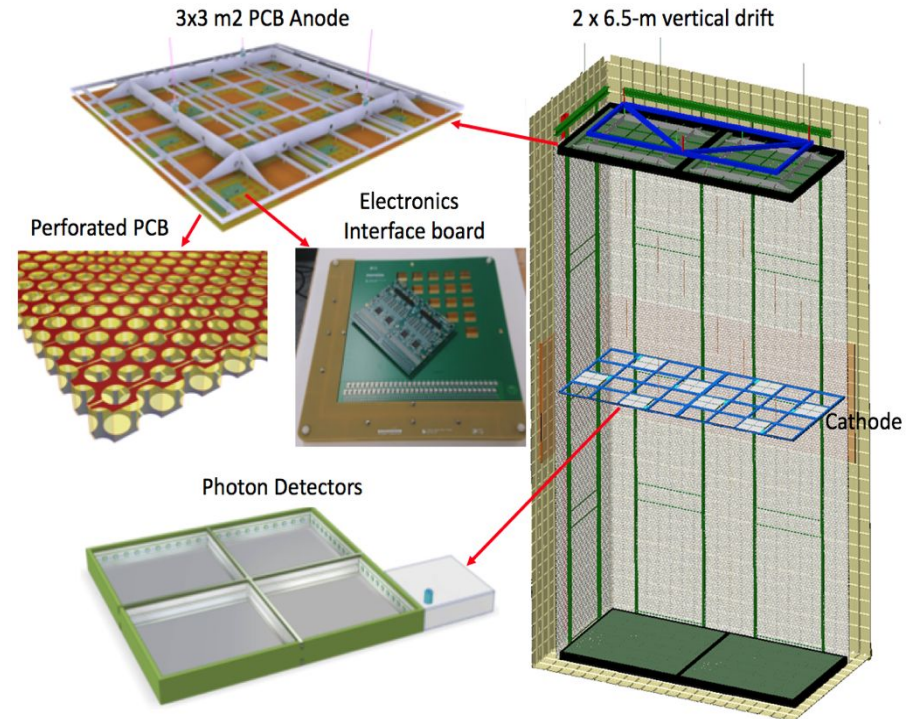 3x3 m2 PCB Anode
2 x 6.5-m vertical drift
Perforated PCB
Electronics
Interface board
Cathode
Photon Detectors